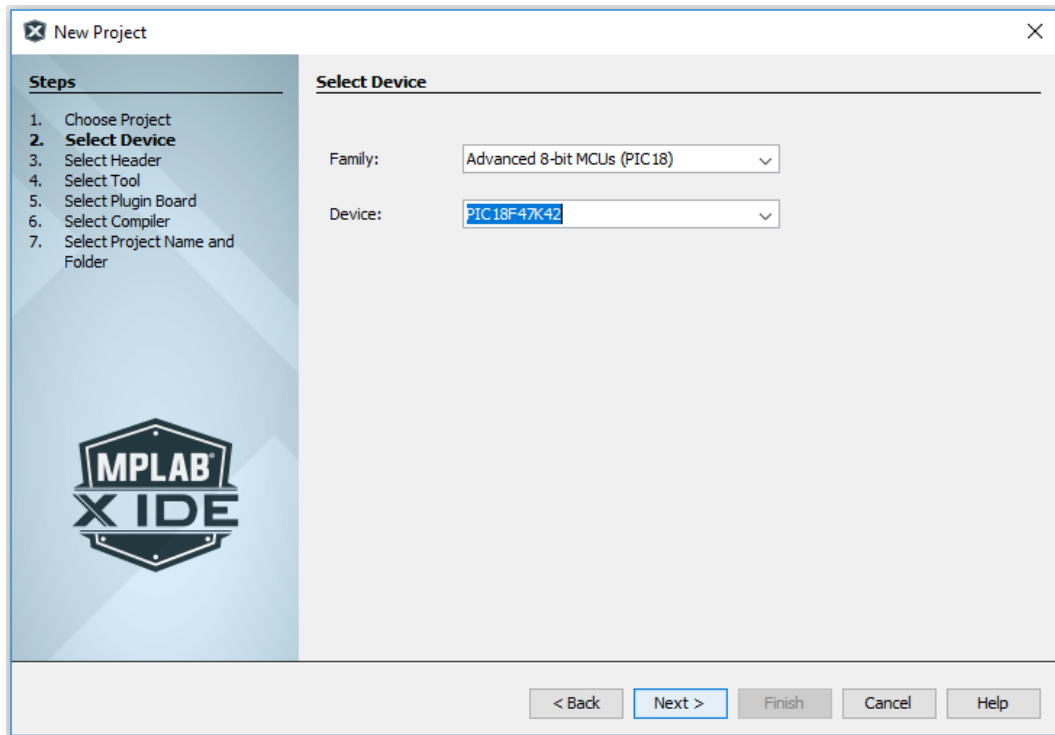 New Project
Steps
1. Choose Project
2. Select Device
3. Select Header
4. Select Tool
5. Select Plugin Board
6. Select Compiler
7. Select Project Name and
Folder
MPLAB®
X IDE
Select Device
Family: Advanced 8-bit MCUs (PIC18)
Device: PIC18F47K42
< Back Next > Finish Cancel Help